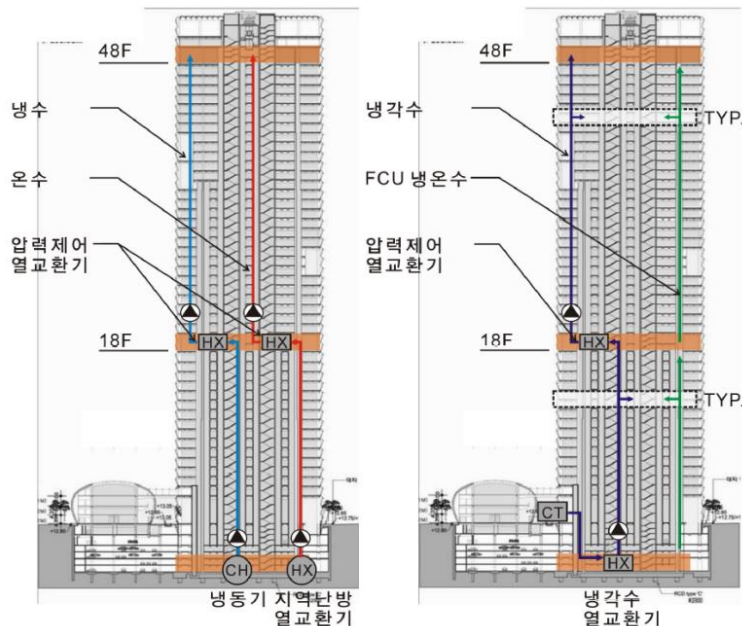 48F
냉수
온수
압력제어
열교환기
HX
HX
18F
CH
HX
냉동기
지역난방
열교환기
48F
냉각수
TYP.
FCU 냉온수
압력제어
열교환기
HX
18F
TYP.
CT
HX
냉각수
열교환기